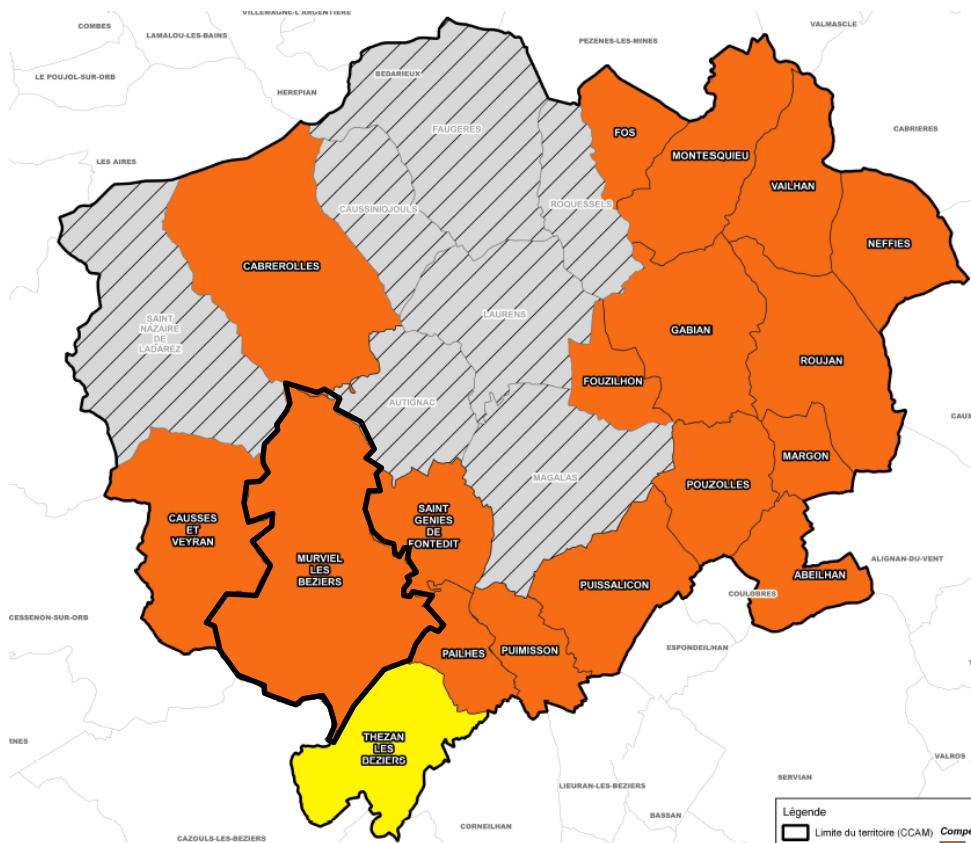 VILLEMAGNE-L'ARGENTIERE
COMBES
LAMALOU-LES-BAINS
VALMASCLE
PEZENES-LES-MINES
LE POUJOL-SUR-ORB
BEDARIEUX
HEREPIAN
FAUGERES
FOS
CABRIERES
MONTESQUIEU
LES AIRES
VAILHAN
CAUSSINIOJOULS
ROQUESSELS
NEFFIES
CABREROLLES
SAINT
NAZAIRE
DE
LADAREZ
LAURENS
GABIAN
ROUJAN
FOUZILHON
AUTIGNAC
CAUX
MARGON
MAGALAS
POUZOLLES
CAUSSES
ET
VEYRAN
SAINT
GENIES
DE
FONTEDIT
MURVIEL
LES
BEZIERS
ALIGNAN-DU-VENT
ABEILHAN
PUISSALICON
COULOBRES
CESSENON-SUR-ORB
ESPONDEILHAN
PAILHES
PUIMISSON
THEZAN
LES
BEZIERS
VALROS
SERVIAN
LIEURAN-LES-BEZIERS
BASSAN
CORNEILHAN
CAZOULS-LES-BEZIERS
Légende
Limite du territoire (CCAM) Compé